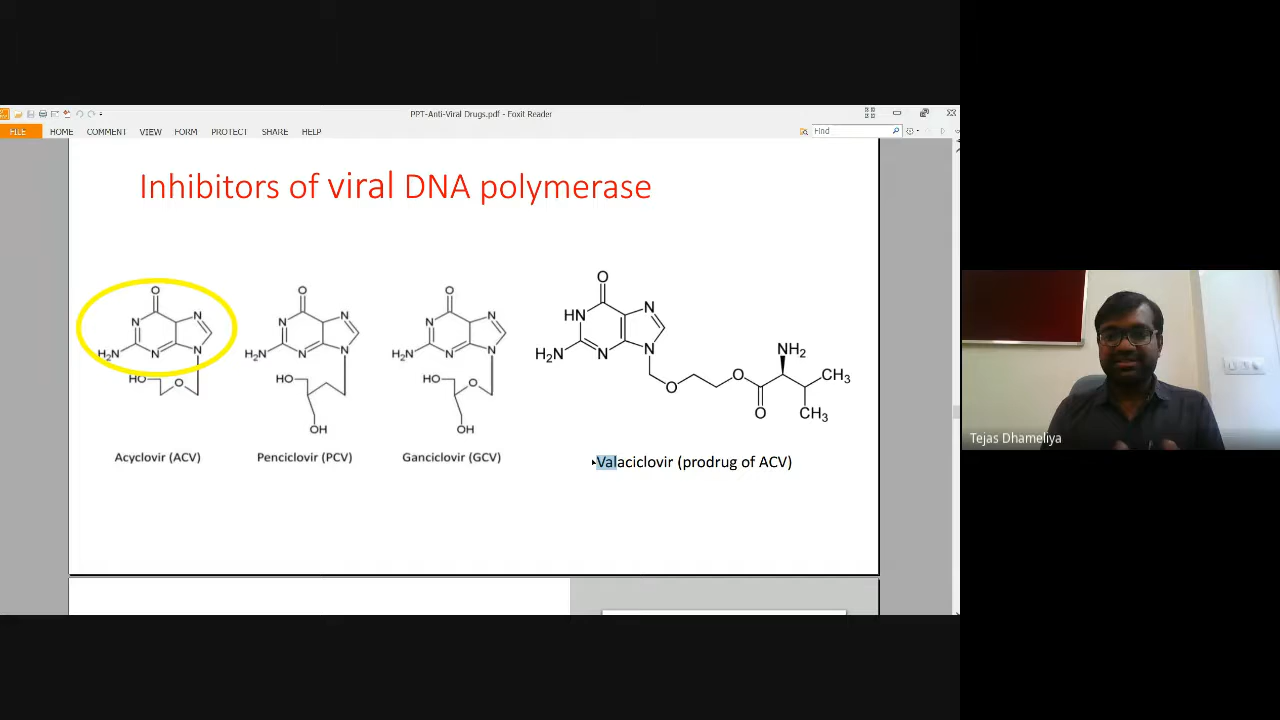 PPT-Anti-Viral Drugs.pdf - Foxit Reader
FILE HOME COMMENT VIEW FORM PROTECT SHARE HELP Find
Inhibitors of viral DNA polymerase
O
N
N
H₂N
N
N
HO
O
O
N
N
H₂N
N
N
HO
OH
O
N
N
H₂N
N
N
HO
O
OH
O
HN
N
H₂N
N
N
O
O
O
NH₂
CH₃
CH₃
Acyclovir (ACV)
Penciclovir (PCV)
Ganciclovir (GCV)
Valaciclovir (prodrug of ACV)
Tejas Dhameliya